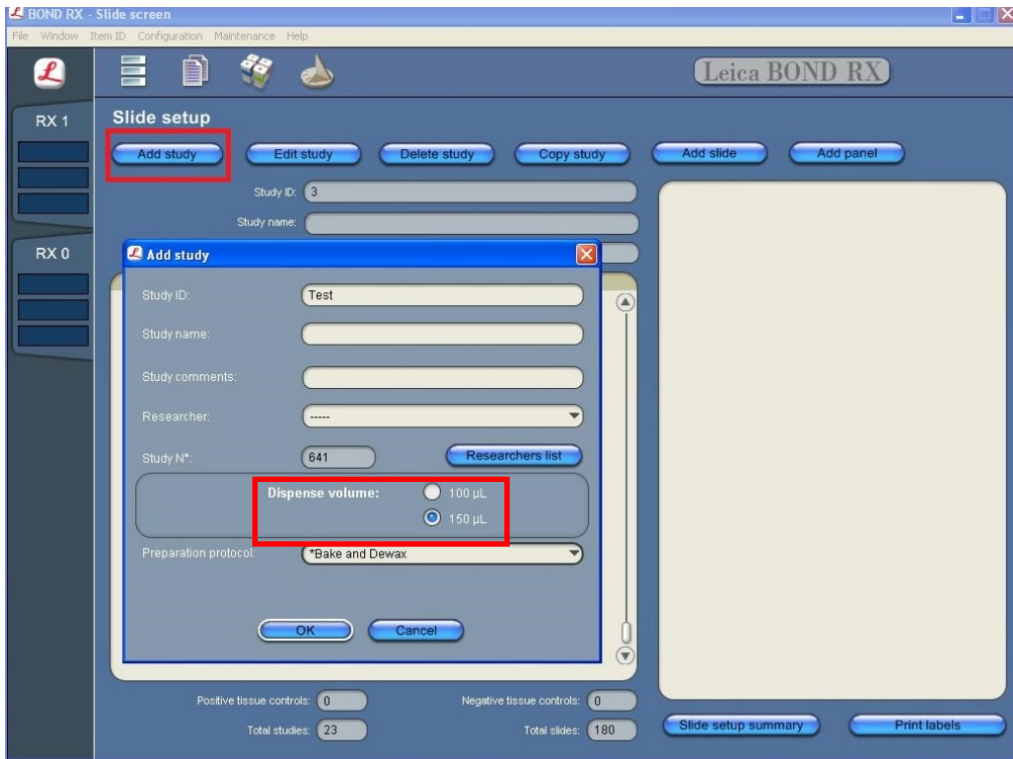 BOND RX - Slide screen
File Window Item ID Configuration Maintenance Help
Leica BOND RX
RX 1
RX 0
Slide setup
Add study Edit study Delete study Copy study Add slide Add panel
Study ID: 3
Study name:
Add study
Study ID: Test
Study name:
Study comments:
Researcher: -----
Study N°: 641 Researchers list
Dispense volume: 100 µL
150 µL
Preparation protocol: *Bake and Dewax
OK Cancel
Positive tissue controls: 0 Negative tissue controls: 0
Total studies: 23 Total slides: 180
Slide setup summary Print labels